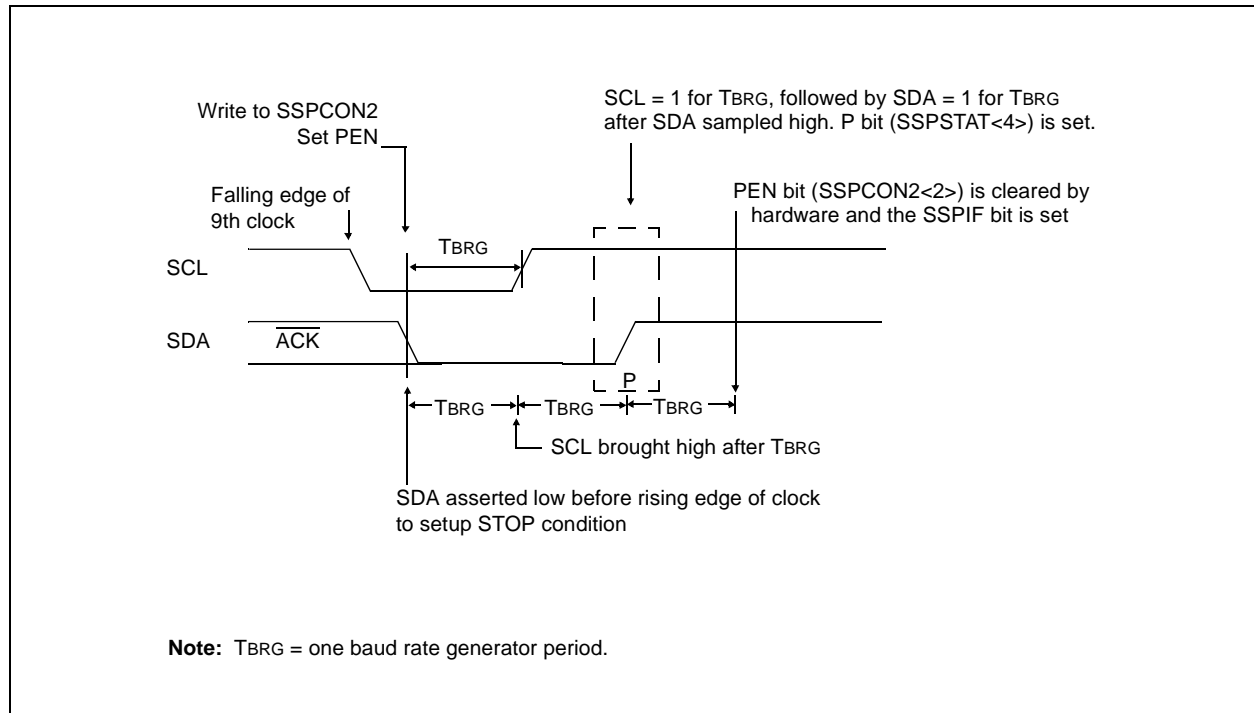 SCL = 1 for TBRG, followed by SDA = 1 for TBRG
after SDA sampled high. P bit (SSPSTAT<4>) is set.
Write to SSPCON2
Set PEN
PEN bit (SSPCON2<2>) is cleared by
hardware and the SSPIF bit is set
Falling edge of
9th clock
TBRG
SCL
SDA
ACK
P
TBRG
TBRG
TBRG
SCL brought high after TBRG
SDA asserted low before rising edge of clock
to setup STOP condition
Note: TBRG = one baud rate generator period.